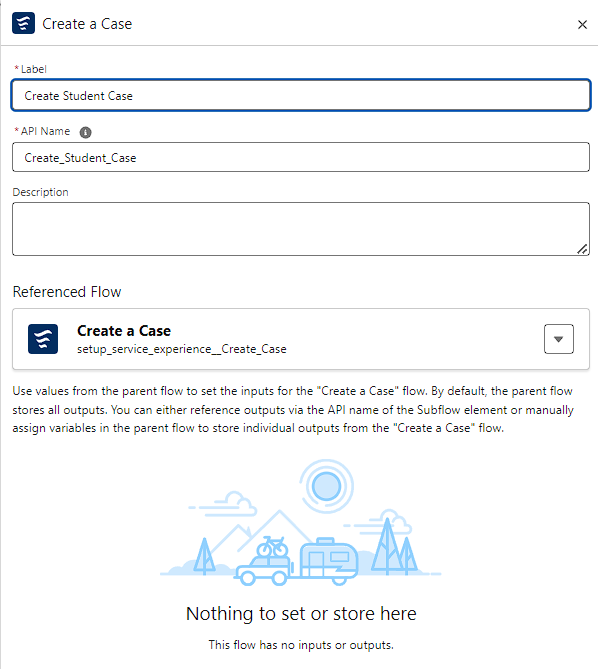 Create a Case
*Label
Create Student Case
*API Name
Create_Student_Case
Description
Referenced Flow
Create a Case
setup_service_experience__Create_Case
Use values from the parent flow to set the inputs for the "Create a Case" flow. By default, the parent flow
stores all outputs. You can either reference outputs via the API name of the Subflow element or manually
assign variables in the parent flow to store individual outputs from the "Create a Case" flow.
Nothing to set or store here
This flow has no inputs or outputs.